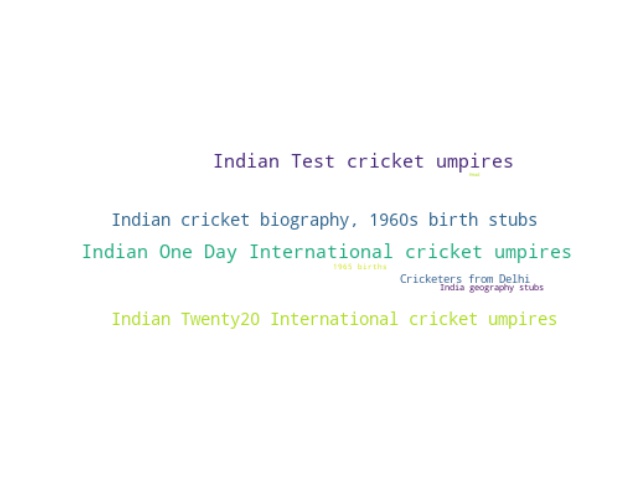 Indian Test cricket umpires
Indian cricket biography, 1960s birth stubs
Indian One Day International cricket umpires
1965 births
Cricketers from Delhi
India geography stubs
Indian Twenty20 International cricket umpires